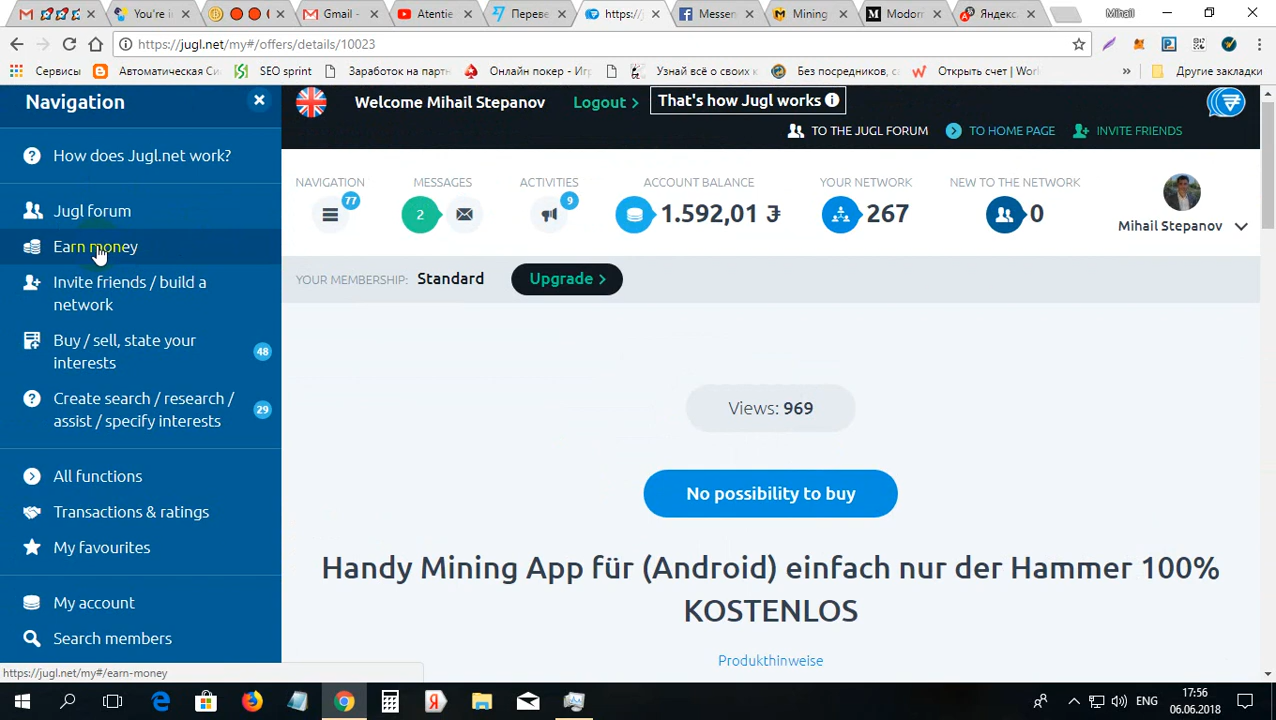 🚀🚀🚀
You're i
Gmail -
Atentie
Переве
https:/
Messen
Mining
Modorn
Яндекс.
Mihail
https://jugl.net/my#/offers/details/10023
Сервисы
Автоматическая Си
SEO sprint
Заработок на партн
Онлайн покер - Игр
Узнай всё о своих к
Без посредников, са
Открыть счет | Worl
»
Другие закладки
Navigation
How does Jugl.net work?
Jugl forum
Earn money
Invite friends / build a
network
Buy / sell, state your
interests
48
Create search / research /
assist / specify interests
29
All functions
Transactions & ratings
My favourites
My account
Search members
https://jugl.net/my#/earn-money
Welcome Mihail Stepanov
Logout >
That's how Jugl works
TO THE JUGL FORUM
TO HOME PAGE
INVITE FRIENDS
NAVIGATION
77
MESSAGES
2
ACTIVITIES
9
ACCOUNT BALANCE
1.592,01
YOUR NETWORK
267
NEW TO THE NETWORK
0
Mihail Stepanov
YOUR MEMBERSHIP: Standard
Upgrade >
Views: 969
No possibility to buy
Handy Mining App für (Android) einfach nur der Hammer 100%
KOSTENLOS
Produkthinweise
ENG
17:56
06.06.2018